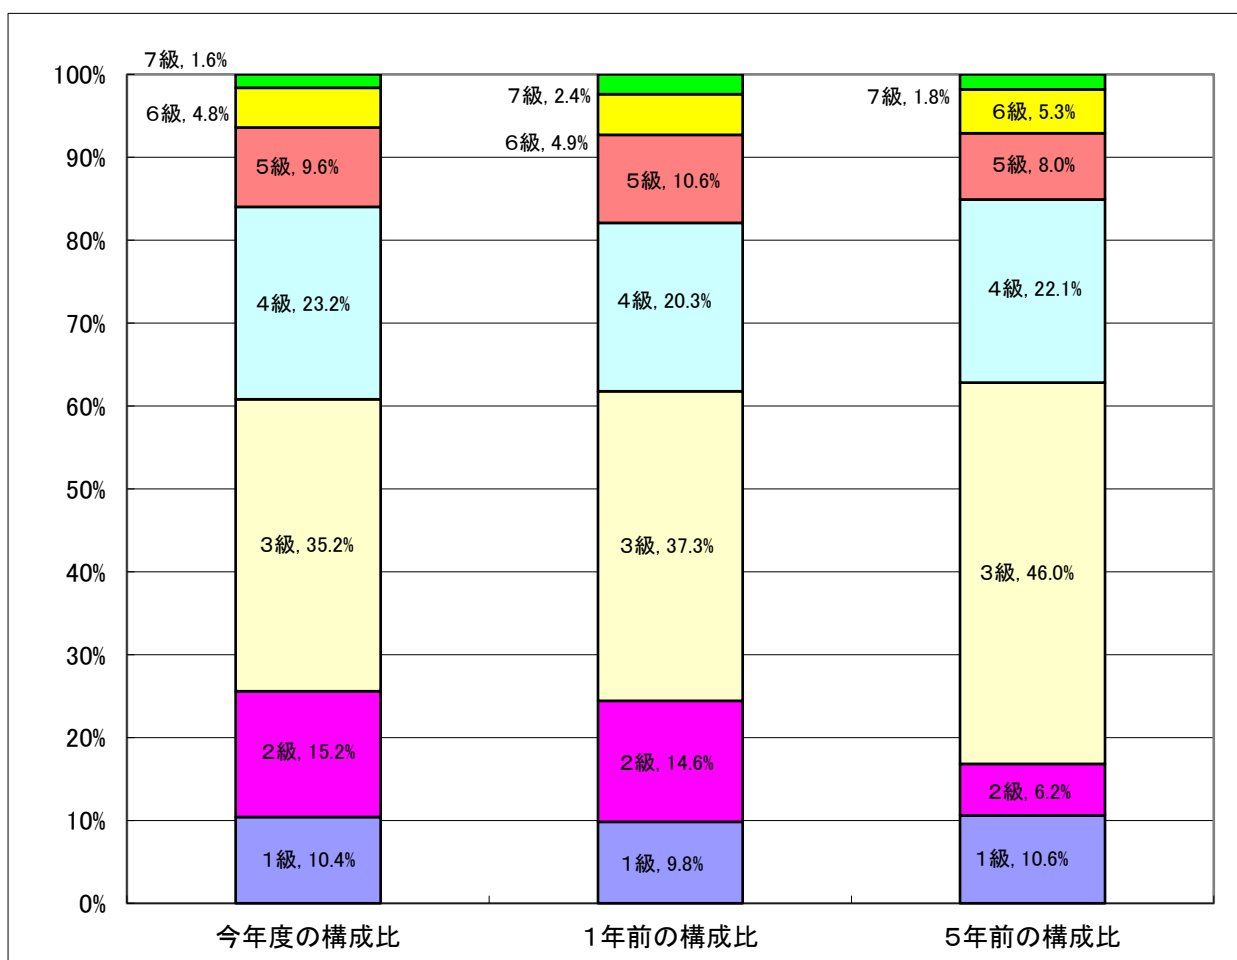 7級, 1.6%
100%
6級, 4.8%
7級, 2.4%
7級, 1.8%
6級, 5.3%
6級, 4.9%
90%
5級, 9.6%
5級, 10.6%
5級, 8.0%
80%
4級, 23.2%
4級, 20.3%
4級, 22.1%
70%
60%
50%
3級, 35.2%
3級, 37.3%
3級, 46.0%
40%
30%
20%
2級, 15.2%
2級, 14.6%
2級, 6.2%
10%
1級, 10.4%
1級, 9.8%
1級, 10.6%
0%
今年度の構成比
1年前の構成比
5年前の構成比